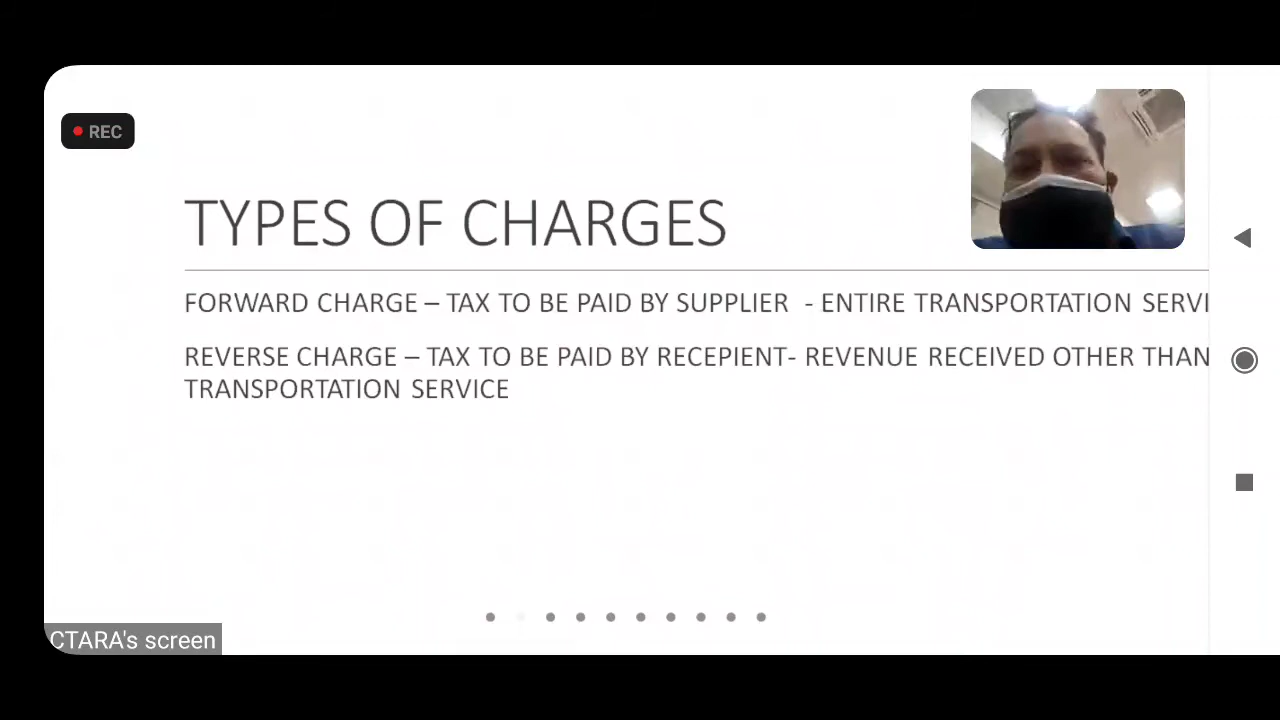 REC
TYPES OF CHARGES
FORWARD CHARGE – TAX TO BE PAID BY SUPPLIER - ENTIRE TRANSPORTATION SERVI
REVERSE CHARGE – TAX TO BE PAID BY RECEPIENT- REVENUE RECEIVED OTHER THAN
TRANSPORTATION SERVICE
CTARA's screen